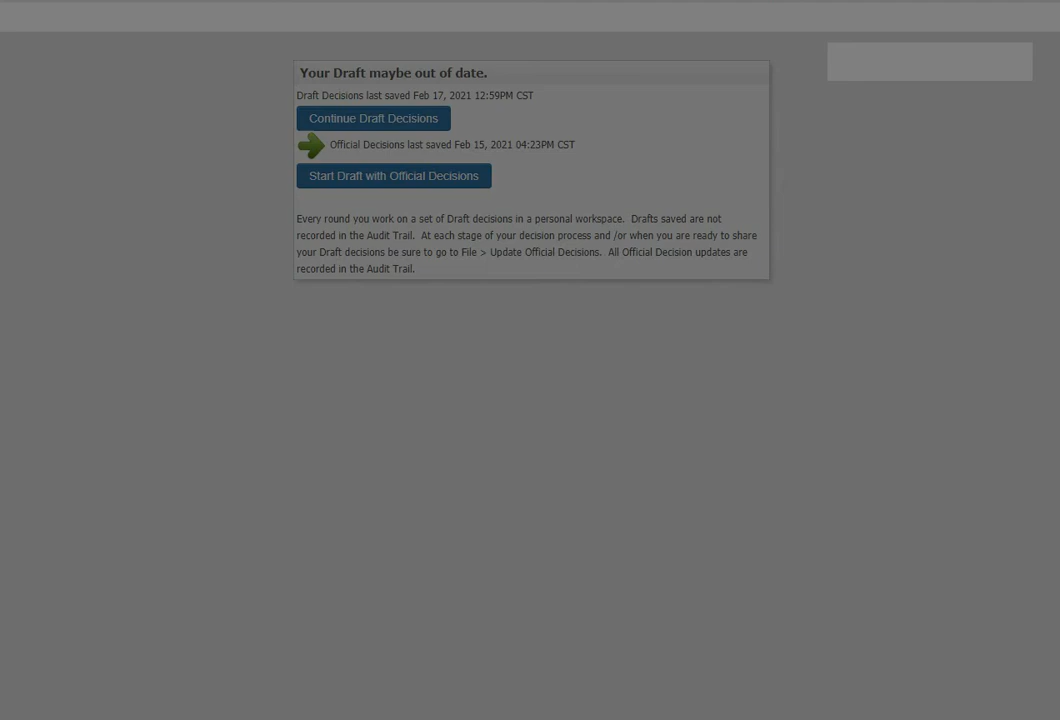 Your Draft maybe out of date.
Draft Decisions last saved Feb 17, 2021 12:59PM CST
Continue Draft Decisions
Official Decisions last saved Feb 15, 2021 04:23PM CST
Start Draft with Official Decisions
Every round you work on a set of Draft decisions in a personal workspace.  Drafts saved are not
recorded in the Audit Trail.  At each stage of your decision process and /or when you are ready to share
your Draft decisions be sure to go to File > Update Official Decisions.  All Official Decision updates are
recorded in the Audit Trail.